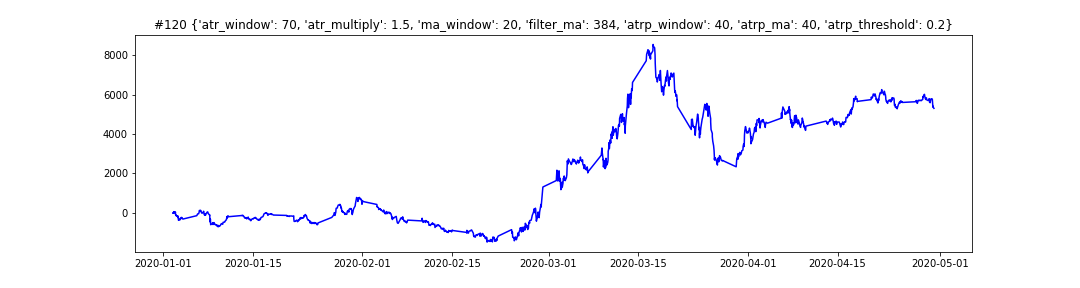 #120 {'atr_window': 70, 'atr_multiply': 1.5, 'ma_window': 20, 'filter_ma': 384, 'atrp_window': 40, 'atrp_ma': 40, 'atrp_threshold': 0.2}
8000
6000
4000
2000
0
2020-01-01 2020-01-15 2020-02-01 2020-02-15 2020-03-01 2020-03-15 2020-04-01 2020-04-15 2020-05-01